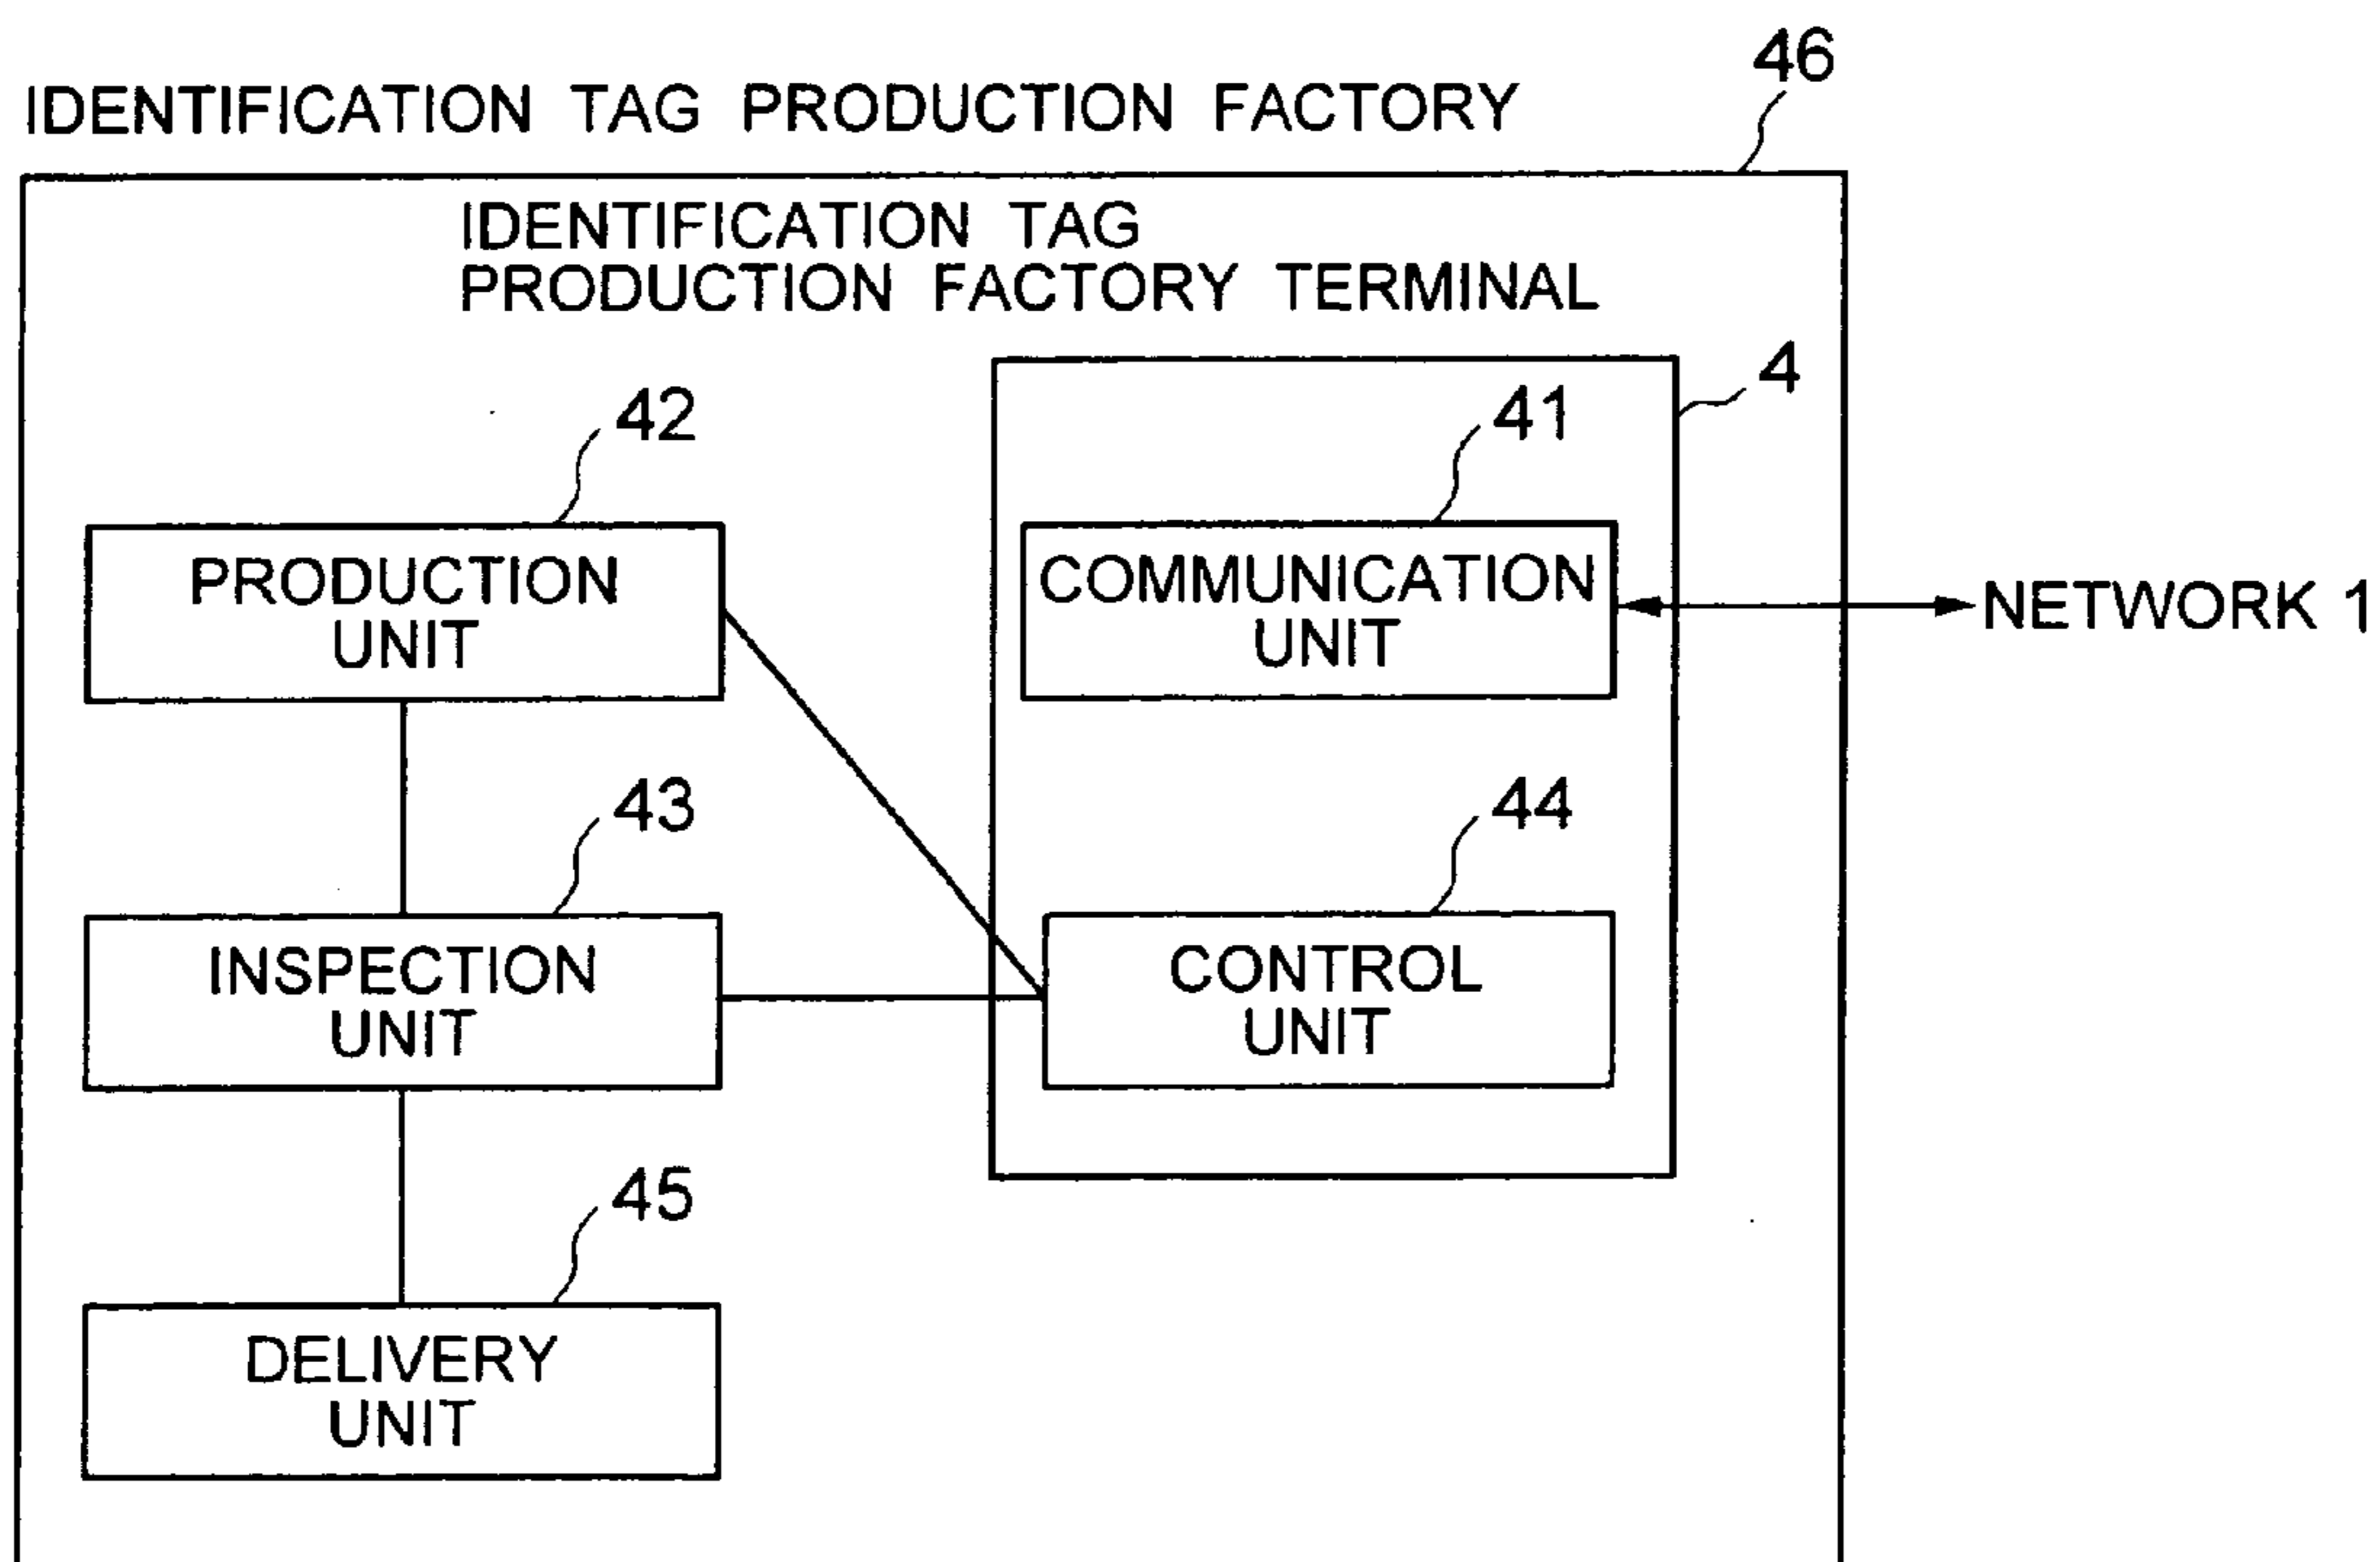 46
IDENTIFICATION TAG PRODUCTION FACTORY
IDENTIFICATION TAG
PRODUCTION FACTORY TERMINAL
4
42
41
PRODUCTION
UNIT
COMMUNICATION
UNIT
NETWORK 1
43
44
INSPECTION
UNIT
CONTROL
UNIT
45
DELIVERY
UNIT